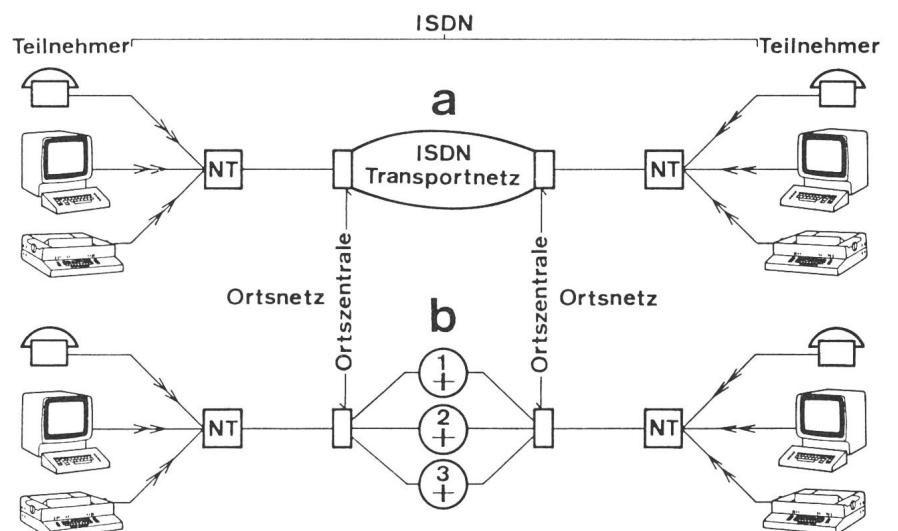 ISDN
Teilnehmer
Teilnehmer
a
NT
ISDN
Transportnetz
NT
Ortszentrale
Ortszentrale
Ortsnetz
Ortsnetz
b
1
NT
2
NT
3